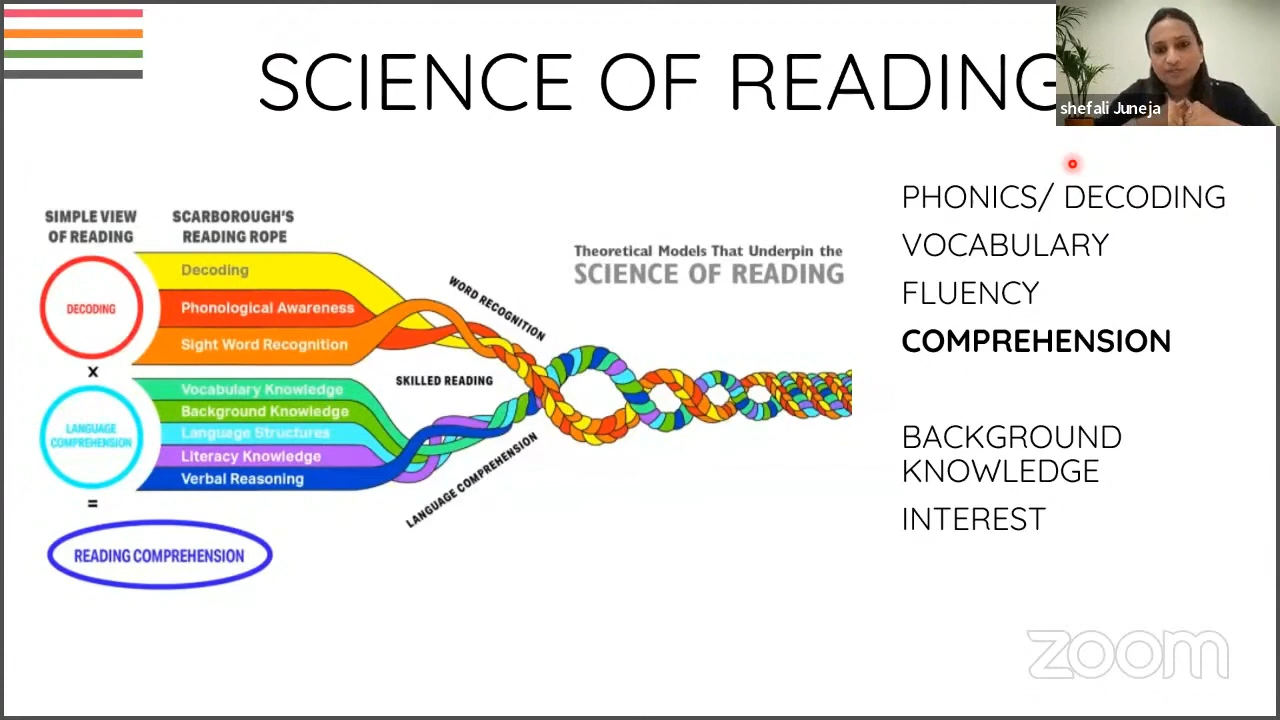 SCIENCE OF READING
shefali Juneja
SIMPLE VIEW
OF READING
SCARBOROUGH'S
READING ROPE
DECODING
x
LANGUAGE
COMPREHENSION
=
READING COMPREHENSION
Decoding
Phonological Awareness
Sight Word Recognition
Vocabulary Knowledge
Background Knowledge
Language Structures
Literacy Knowledge
Verbal Reasoning
WORD RECOGNITION
SKILLED READING
LANGUAGE COMPREHENSION
Theoretical Models That Underpin the
SCIENCE OF READING
PHONICS/ DECODING
VOCABULARY
FLUENCY
COMPREHENSION
BACKGROUND
KNOWLEDGE
INTEREST
zoom